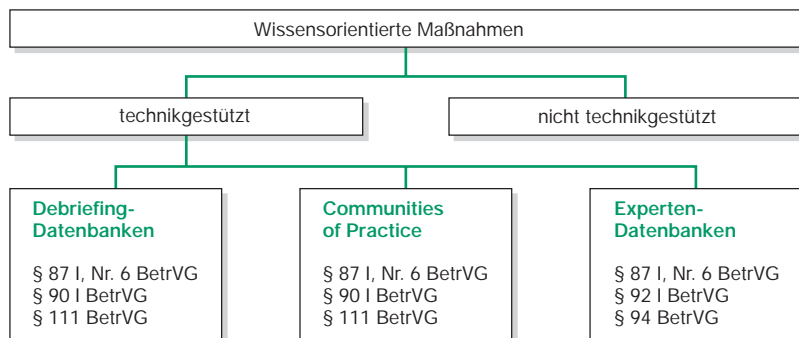 Wissensorientierte Maßnahmen
technikgestützt
nicht technikgestützt
Debriefing-
Datenbanken
§ 87 I, Nr. 6 BetrVG
§ 90 I BetrVG
§ 111 BetrVG
Communities
of Practice
§ 87 I, Nr. 6 BetrVG
§ 90 I BetrVG
§ 111 BetrVG
Experten-
Datenbanken
§ 87 I, Nr. 6 BetrVG
§ 92 I BetrVG
§ 94 BetrVG